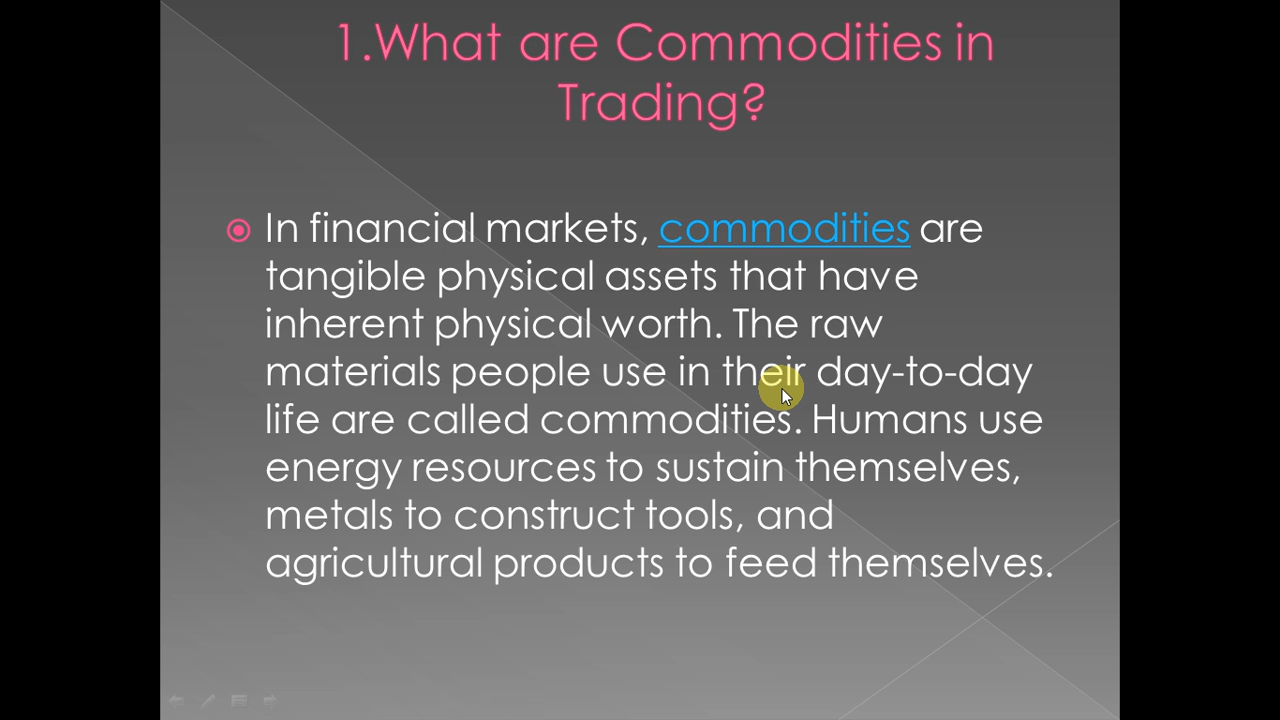 1.What are Commodities in
Trading?
In financial markets, commodities are
tangible physical assets that have
inherent physical worth. The raw
materials people use in their day-to-day
life are called commodities. Humans use
energy resources to sustain themselves,
metals to construct tools, and
agricultural products to feed themselves.